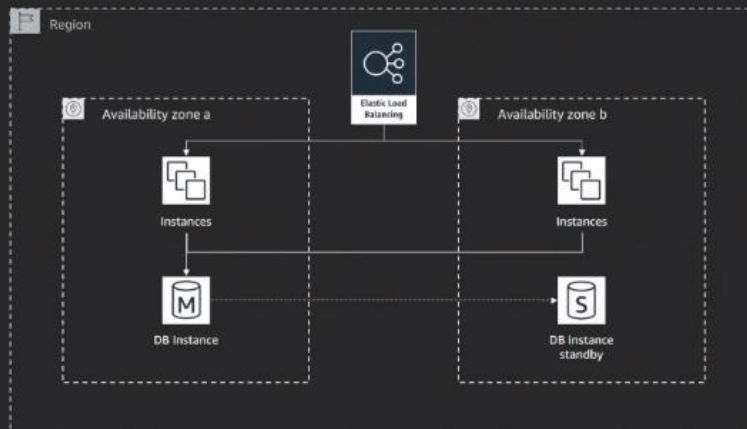 Region
Elastic Load
Balancing
Availability zone a
Availability zone b
Instances
Instances
M
S
DB Instance
DB instance
standby